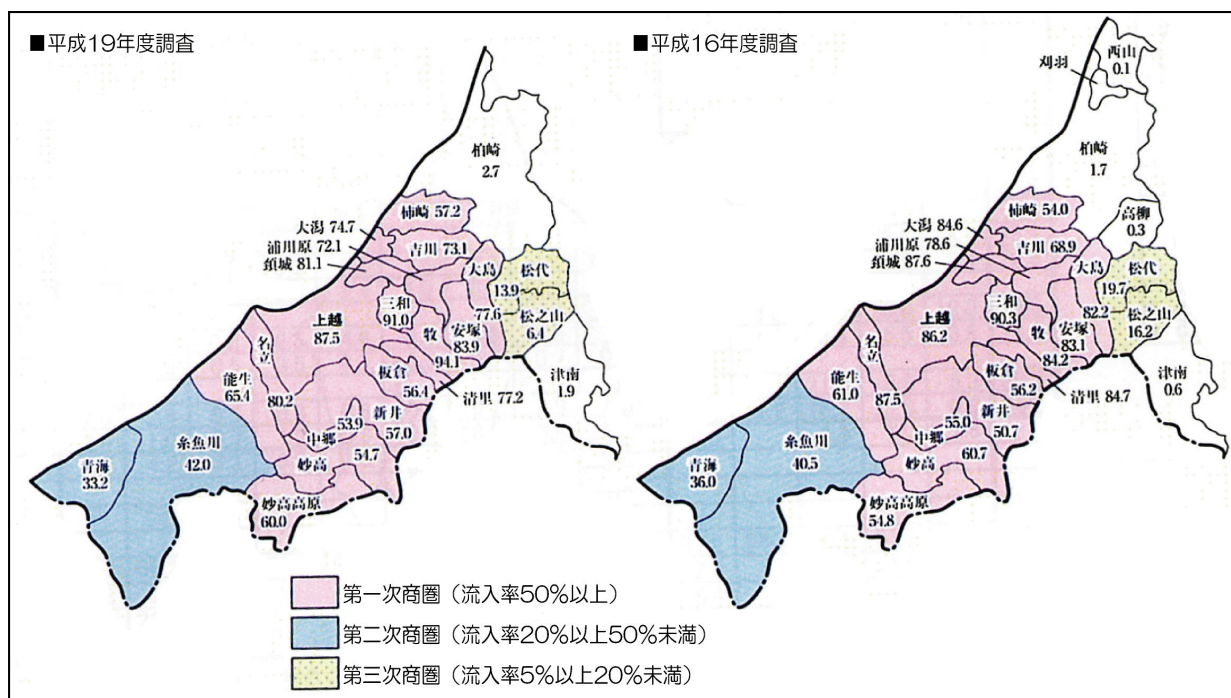 ■平成19年度調査
柏崎
2.7
柿崎 57.2
大潟 74.7
浦川原 72.1
頸城 81.1
吉川 73.1
大島
松代
13.9
三和
91.0
77.6
松之山
6.4
上越
87.5
牧
安塚
83.9
名立
94.1
板倉
56.4
津南
1.9
能生
65.4
清里 77.2
80.2
新井
57.0
53.9
中郷
糸魚川
42.0
54.7
妙高
青海
33.2
妙高高原
60.0
■平成16年度調査
西山
0.1
刈羽
柏崎
1.7
柿崎 54.0
高柳
0.3
大潟 84.6
浦川原 78.6
頸城 87.6
吉川 68.9
大島
松代
19.7
三和
90.3
82.2
松之山
16.2
上越
86.2
牧
安塚
83.1
名立
84.2
板倉
56.2
津南
0.6
能生
61.0
清里 84.7
87.5
新井
50.7
55.0
中郷
糸魚川
40.5
60.7
妙高
青海
36.0
妙高高原
54.8
第一次商圏（流入率50%以上）
第二次商圏（流入率20%以上50%未満）
第三次商圏（流入率5%以上20%未満）